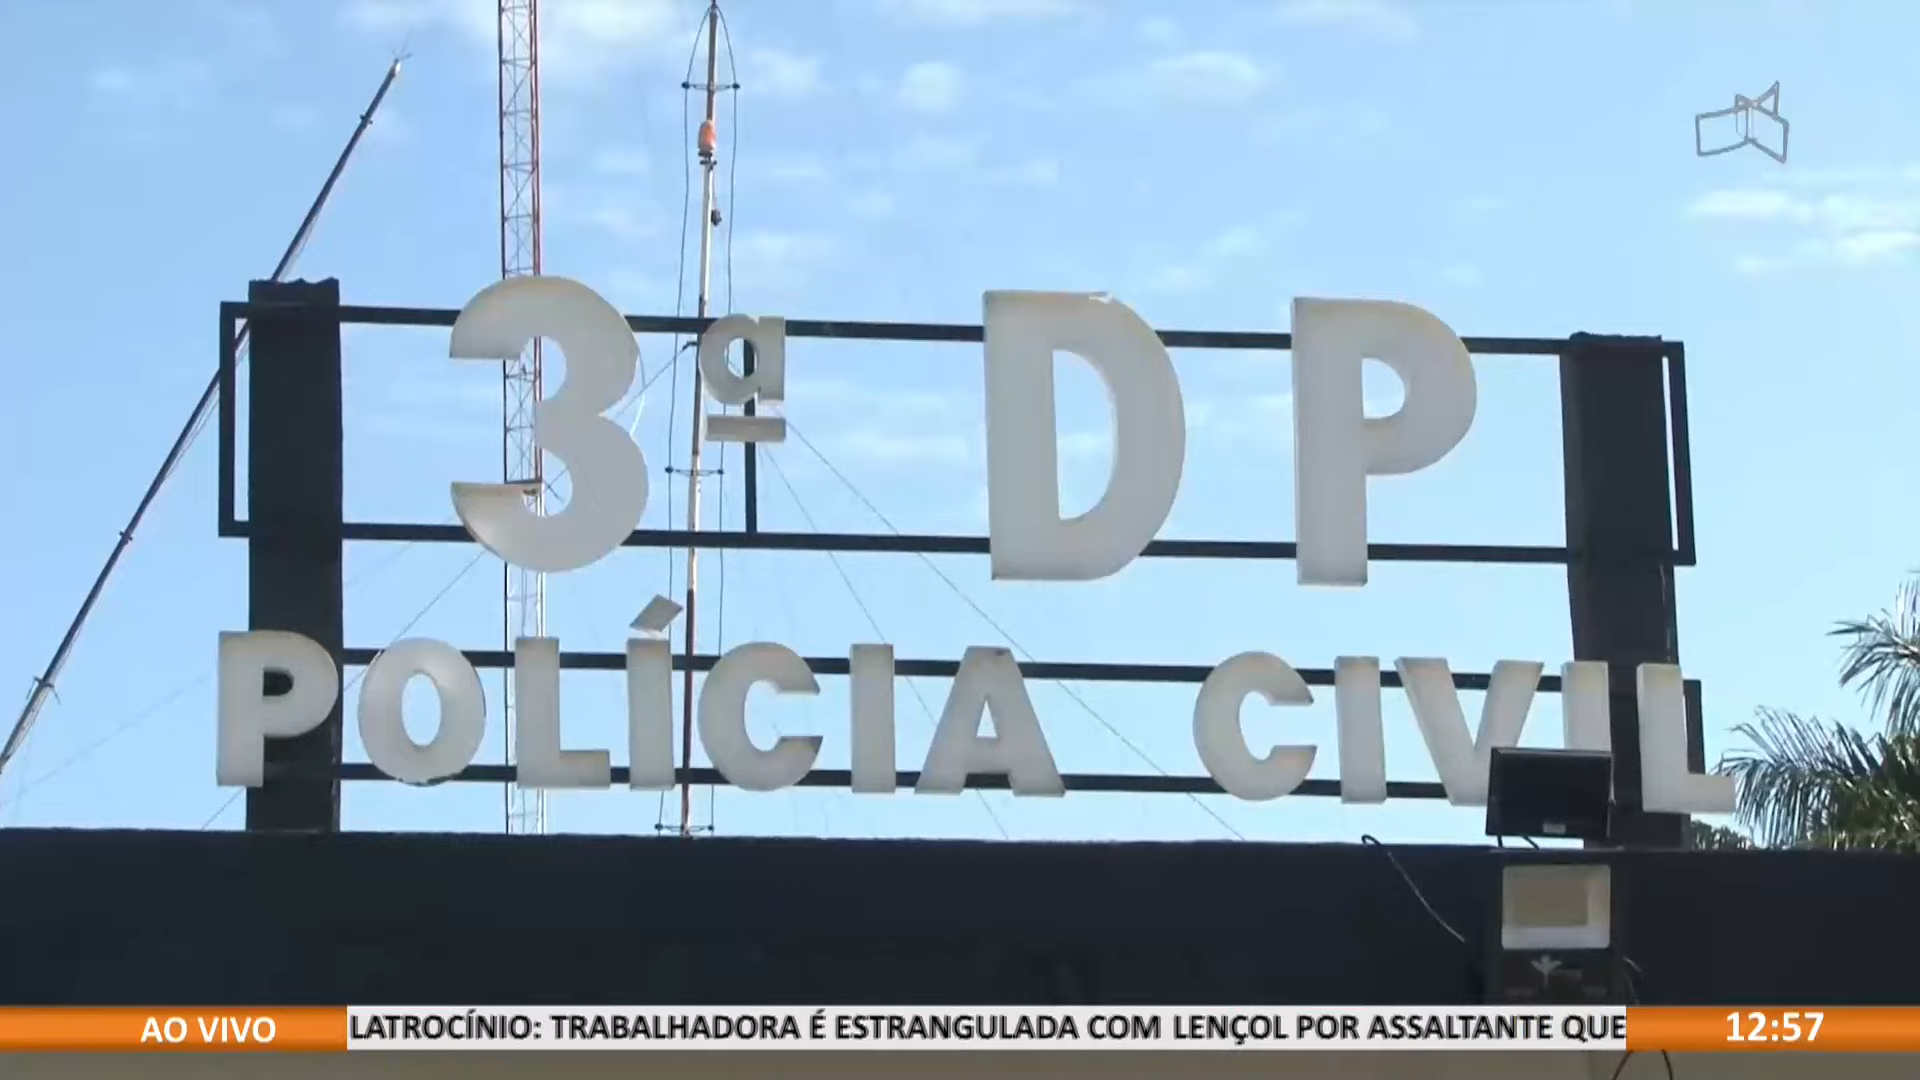 3ª DP
POLÍCIA CIVIL
AO VIVO
LATROCÍNIO: TRABALHADORA É ESTRANGULADA COM LENÇOL POR ASSALTANTE QUE
12:57